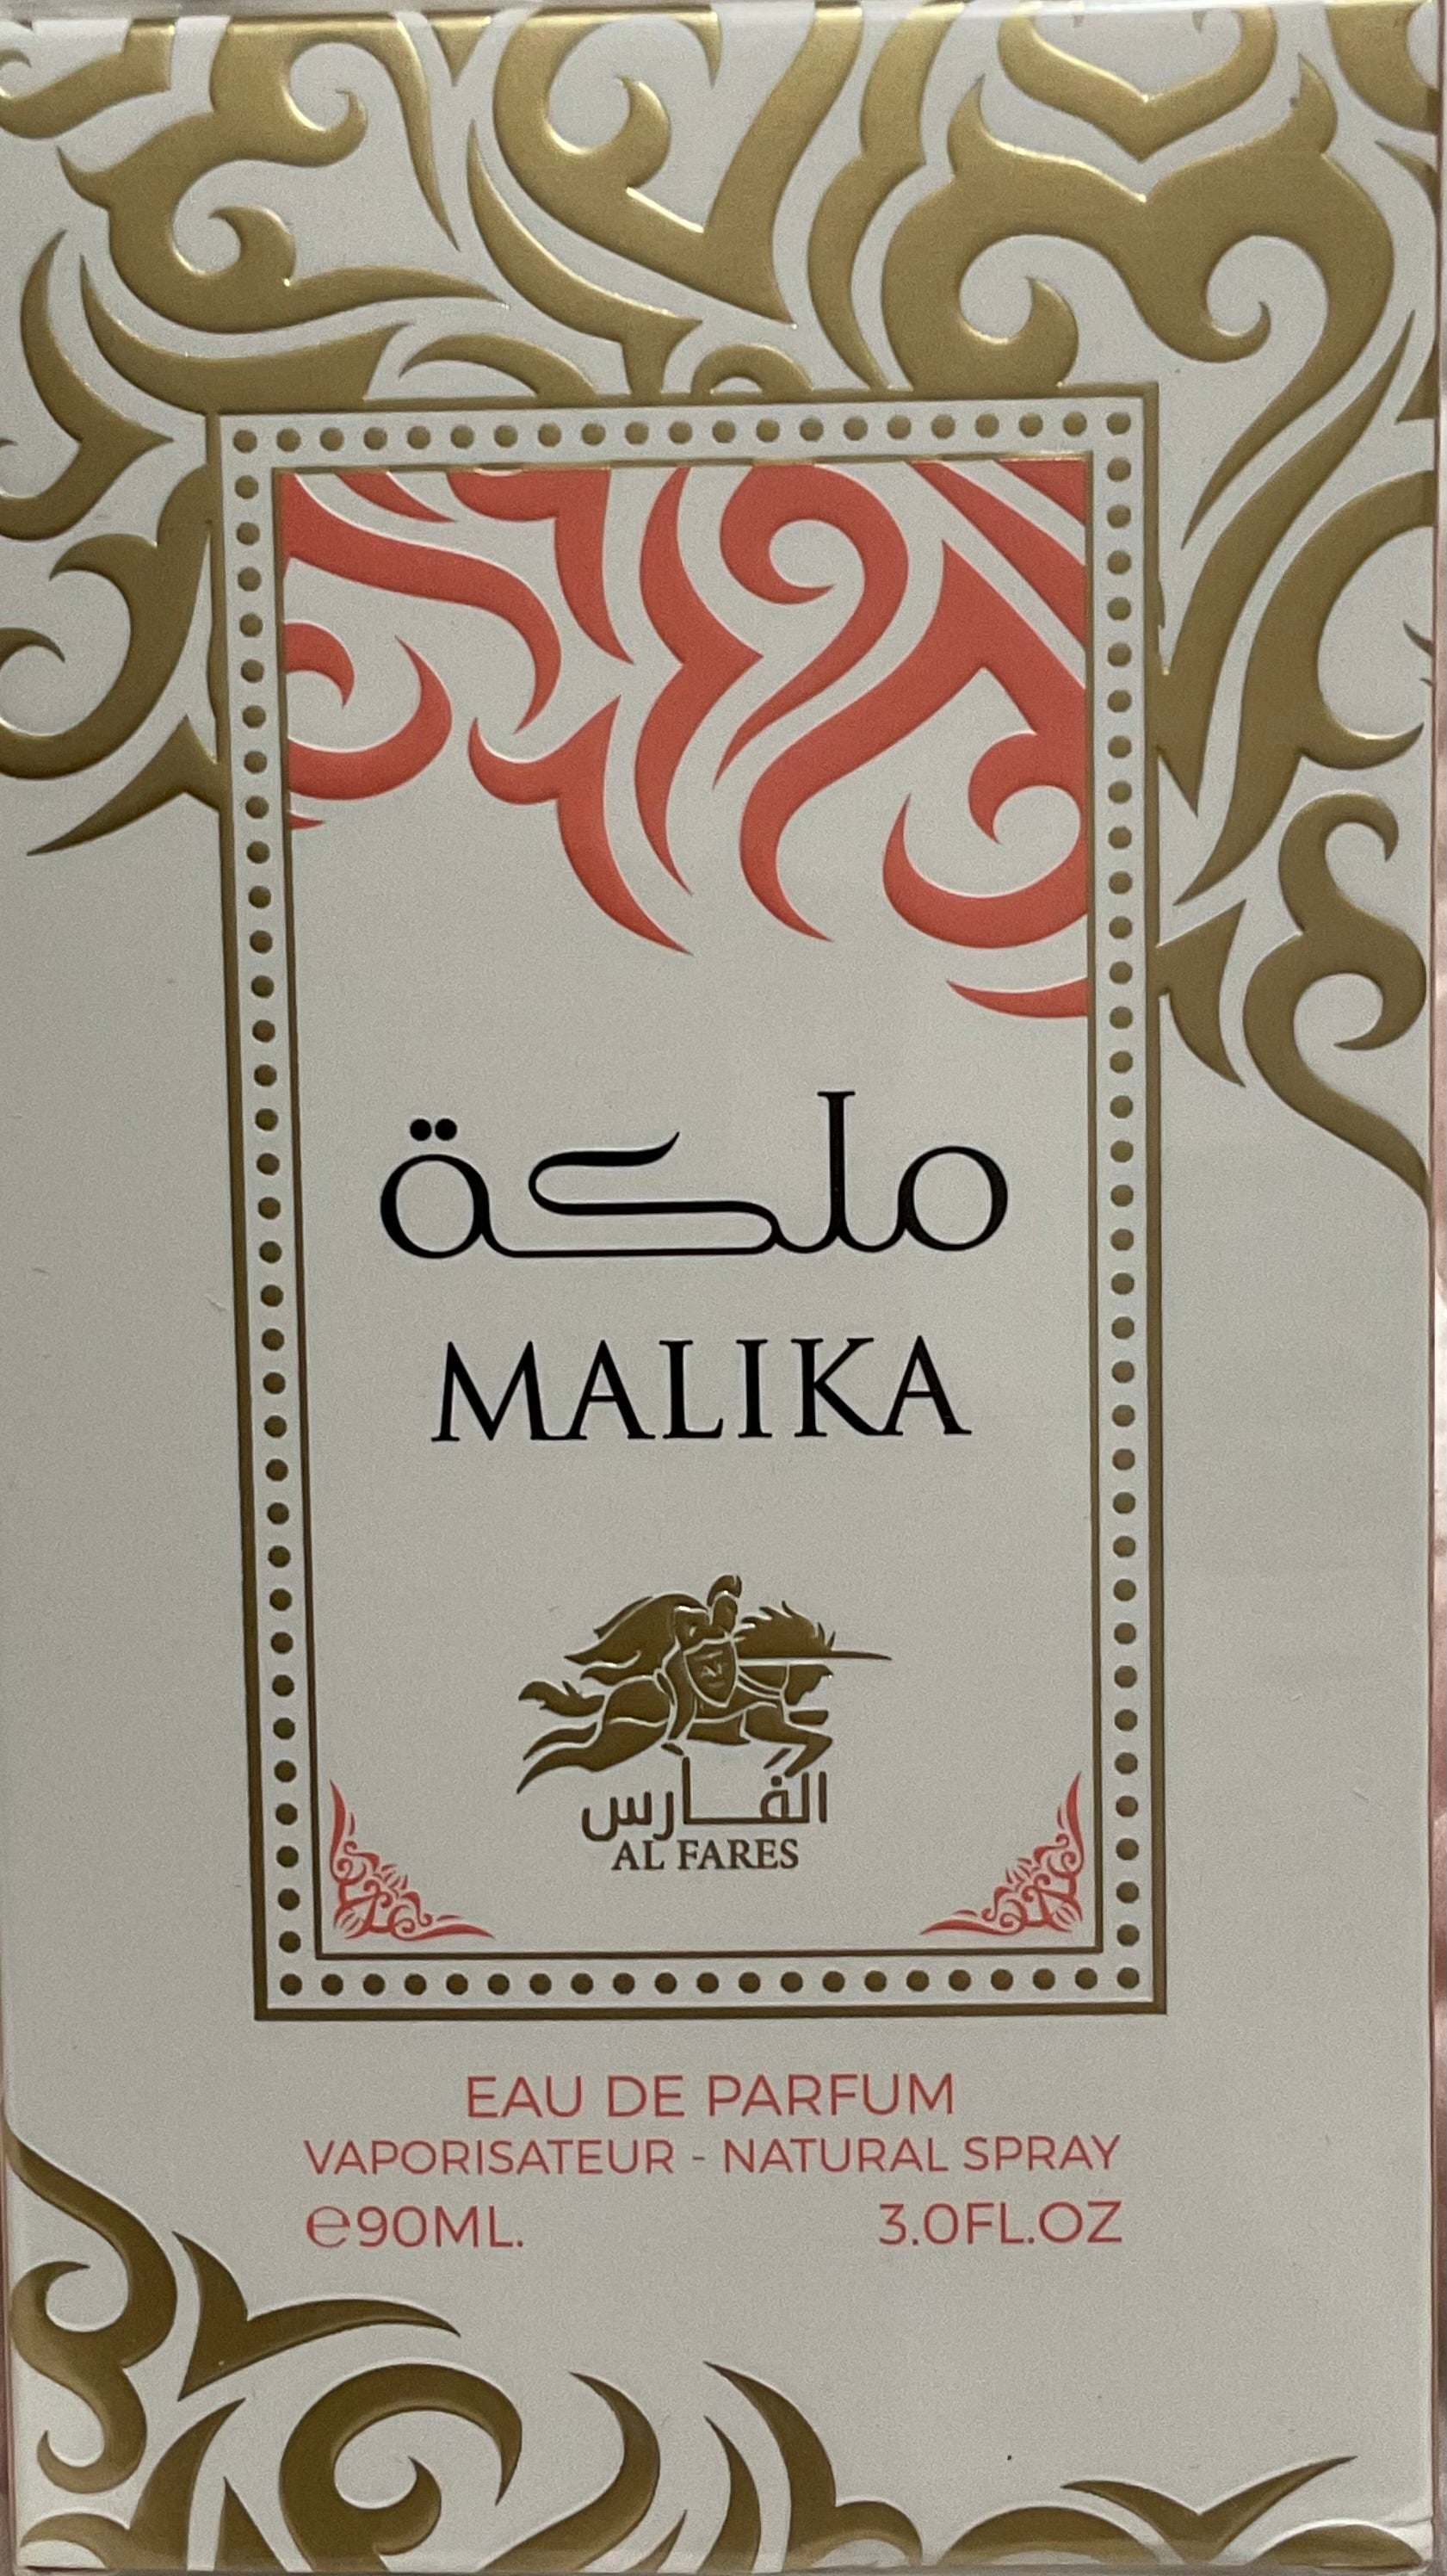 ملكة
MALIKA
الفارس
AL FARES
EAU DE PARFUM
VAPORISATEUR - NATURAL SPRAY
℮90ML. 3.0FL.OZ